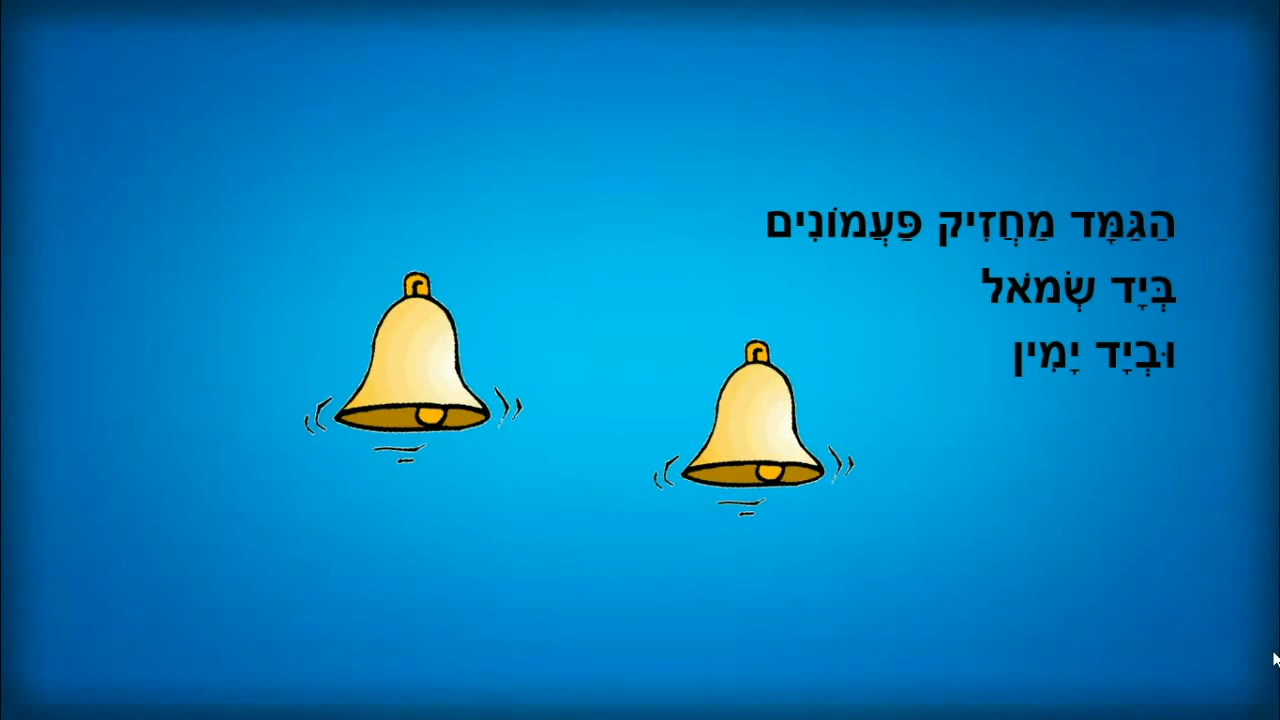 הַגַּמָּד מַחֲזִיק פַּעֲמוֹנִים
בְּיָד שְׂמֹאל
וּבְיָד יָמִין